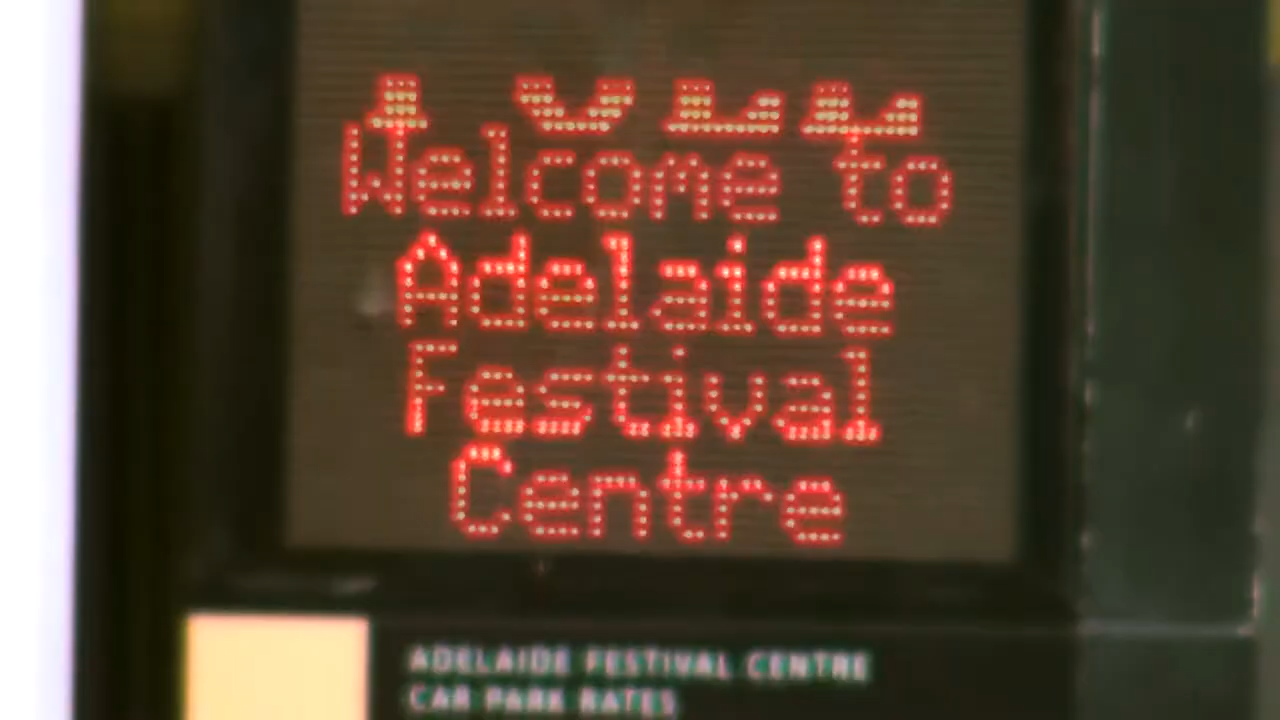 Welcome to
Adelaide
Festival
Centre
ADELAIDE FESTIVAL CENTRE
CAR PARK RATES